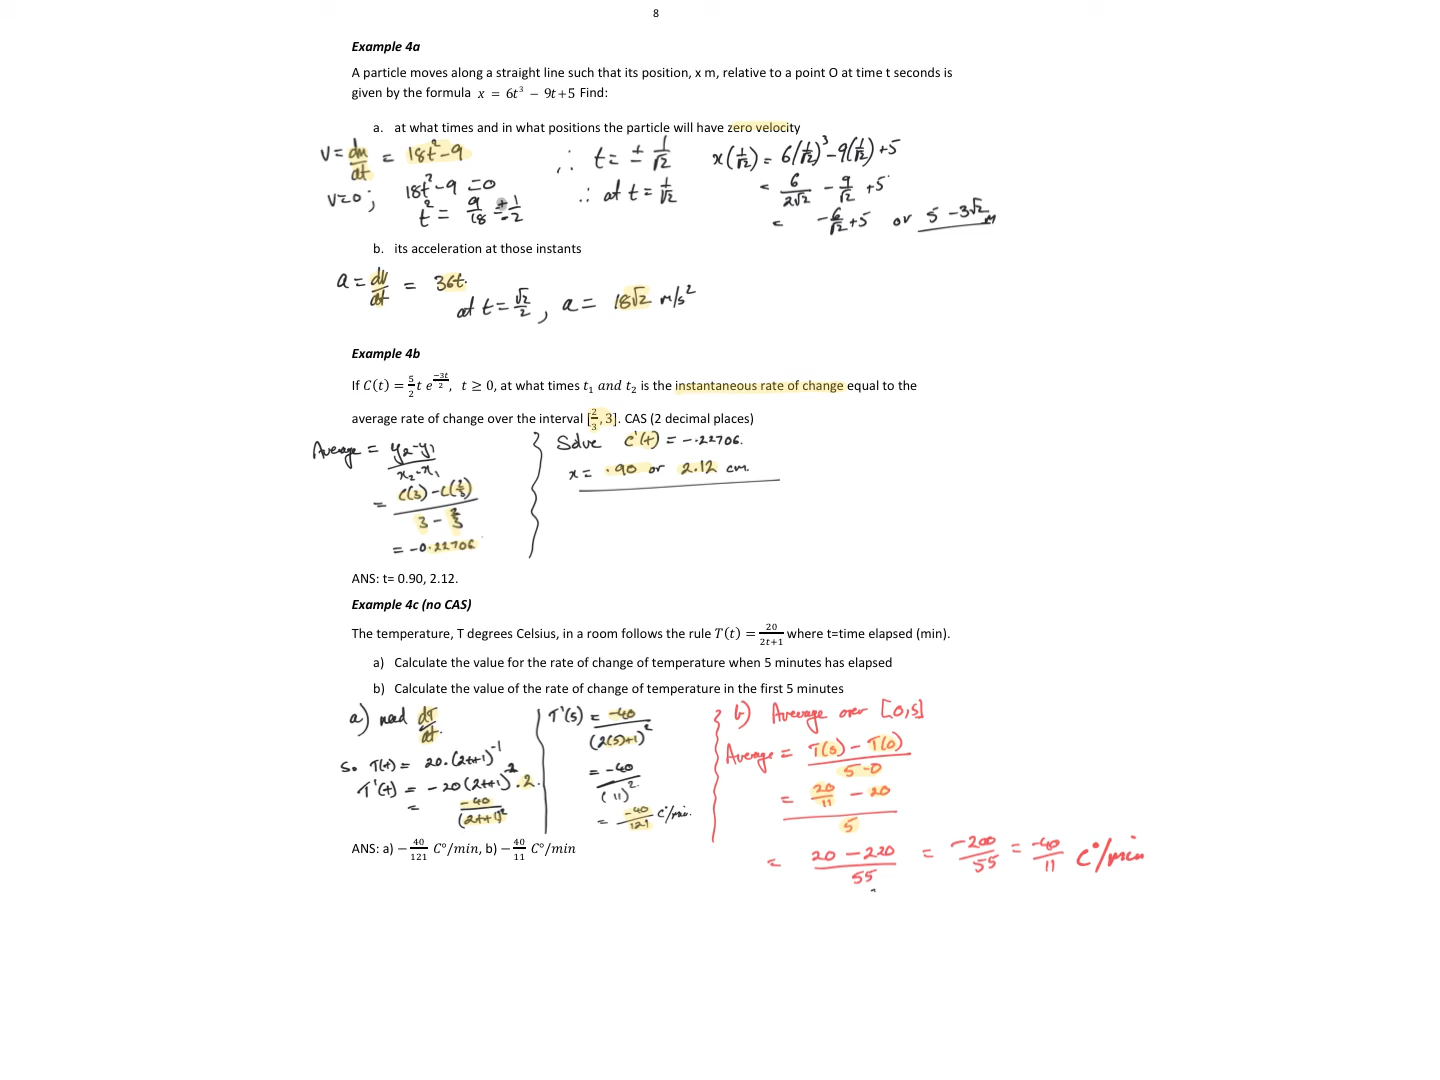 8
Example 4a
A particle moves along a straight line such that its position, x m, relative to a point O at time t seconds is
given by the formula x = 6t³ − 9t+5 Find:
a. at what times and in what positions the particle will have zero velocity
v = dx/dt = 18t² − 9
v=0; 18t² − 9 = 0
t² = 9/18 = 1/2
∴ t = ± 1/√2
∴ at t = 1/√2
x(1/√2) = 6(1/√2)³ − 9(1/√2) + 5
= 6/2√2 − 9/√2 + 5
= −6/√2 + 5 or 5 − 3√2 m
b. its acceleration at those instants
a = dv/dt = 36t.
at t = √2/2, a = 18√2 m/s²
Example 4b
If C(t) = 5/2 t e^(−3t/2), t ≥ 0, at what times t₁ and t₂ is the instantaneous rate of change equal to the
average rate of change over the interval [2/3, 3]. CAS (2 decimal places)
Average = y₂−y₁ / x₂−x₁
= C(3) − C(2/3) / 3 − 2/3
= −0.22706
Solve C'(t) = −.22706.
x = .90 or 2.12 cm.
ANS: t= 0.90, 2.12.
Example 4c (no CAS)
The temperature, T degrees Celsius, in a room follows the rule T(t) = 20/2t+1 where t=time elapsed (min).
a) Calculate the value for the rate of change of temperature when 5 minutes has elapsed
b) Calculate the value of the rate of change of temperature in the first 5 minutes
a) need dT/dt.
So T(t) = 20.(2t+1)⁻¹
T'(t) = −20(2t+1)⁻².2.
= −40/(2t+1)²
T'(5) = −40/(2(5)+1)²
= −40/(11)².
= −40/121 C°/min.
b) Average over [0,5]
Average = T(5) − T(0) / 5−0
= 20/11 − 20 / 5
= 20 − 220 / 55 = −200/55 = −40/11 C°/min
ANS: a) − 40/121 C°/min, b) − 40/11 C°/min